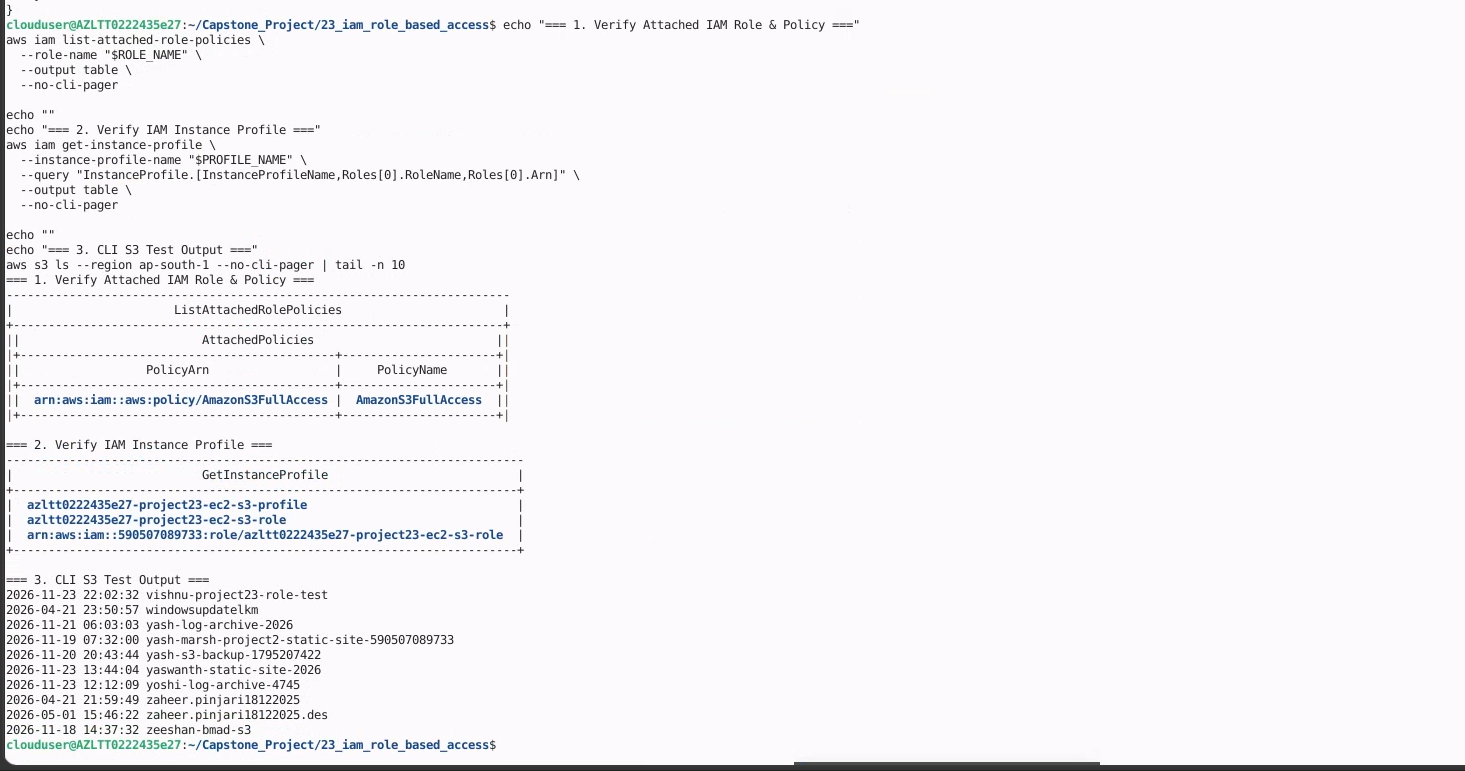 }
clouduser@AZLTT0222435e27:~/Capstone_Project/23_iam_role_based_access$ echo "=== 1. Verify Attached IAM Role & Policy ==="
aws iam list-attached-role-policies \
  --role-name "$ROLE_NAME" \
  --output table \
  --no-cli-pager

echo ""
echo "=== 2. Verify IAM Instance Profile ==="
aws iam get-instance-profile \
  --instance-profile-name "$PROFILE_NAME" \
  --query "InstanceProfile.[InstanceProfileName,Roles[0].RoleName,Roles[0].Arn]" \
  --output table \
  --no-cli-pager

echo ""
echo "=== 3. CLI S3 Test Output ==="
aws s3 ls --region ap-south-1 --no-cli-pager | tail -n 10
=== 1. Verify Attached IAM Role & Policy ===
------------------------------------------------------------------------
|                       ListAttachedRolePolicies                       |
+----------------------------------------------------------------------+
||                          AttachedPolicies                          ||
|+---------------------------------------------+----------------------+|
||                  PolicyArn                  |     PolicyName       ||
|+---------------------------------------------+----------------------+|
||  arn:aws:iam::aws:policy/AmazonS3FullAccess |  AmazonS3FullAccess  ||
|+---------------------------------------------+----------------------+|

=== 2. Verify IAM Instance Profile ===
--------------------------------------------------------------------------
|                           GetInstanceProfile                           |
+------------------------------------------------------------------------+
|  azltt0222435e27-project23-ec2-s3-profile                              |
|  azltt0222435e27-project23-ec2-s3-role                                 |
|  arn:aws:iam::590507089733:role/azltt0222435e27-project23-ec2-s3-role  |
+------------------------------------------------------------------------+

=== 3. CLI S3 Test Output ===
2026-11-23 22:02:32 vishnu-project23-role-test
2026-04-21 23:50:57 windowsupdatelkm
2026-11-21 06:03:03 yash-log-archive-2026
2026-11-19 07:32:00 yash-marsh-project2-static-site-590507089733
2026-11-20 20:43:44 yash-s3-backup-1795207422
2026-11-23 13:44:04 yaswanth-static-site-2026
2026-11-23 12:12:09 yoshi-log-archive-4745
2026-04-21 21:59:49 zaheer.pinjari18122025
2026-05-01 15:46:22 zaheer.pinjari18122025.des
2026-11-18 14:37:32 zeeshan-bmad-s3
clouduser@AZLTT0222435e27:~/Capstone_Project/23_iam_role_based_access$